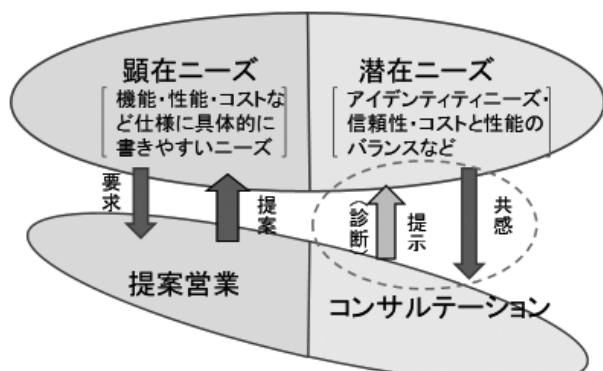 顕在ニーズ
機能・性能・コストな
ど仕様に具体的に
書きやすいニーズ
潜在ニーズ
アイデンティティニーズ・
信頼性・コストと性能の
バランスなど
要求
提案
(診断)
提示
共感
提案営業
コンサルテーション